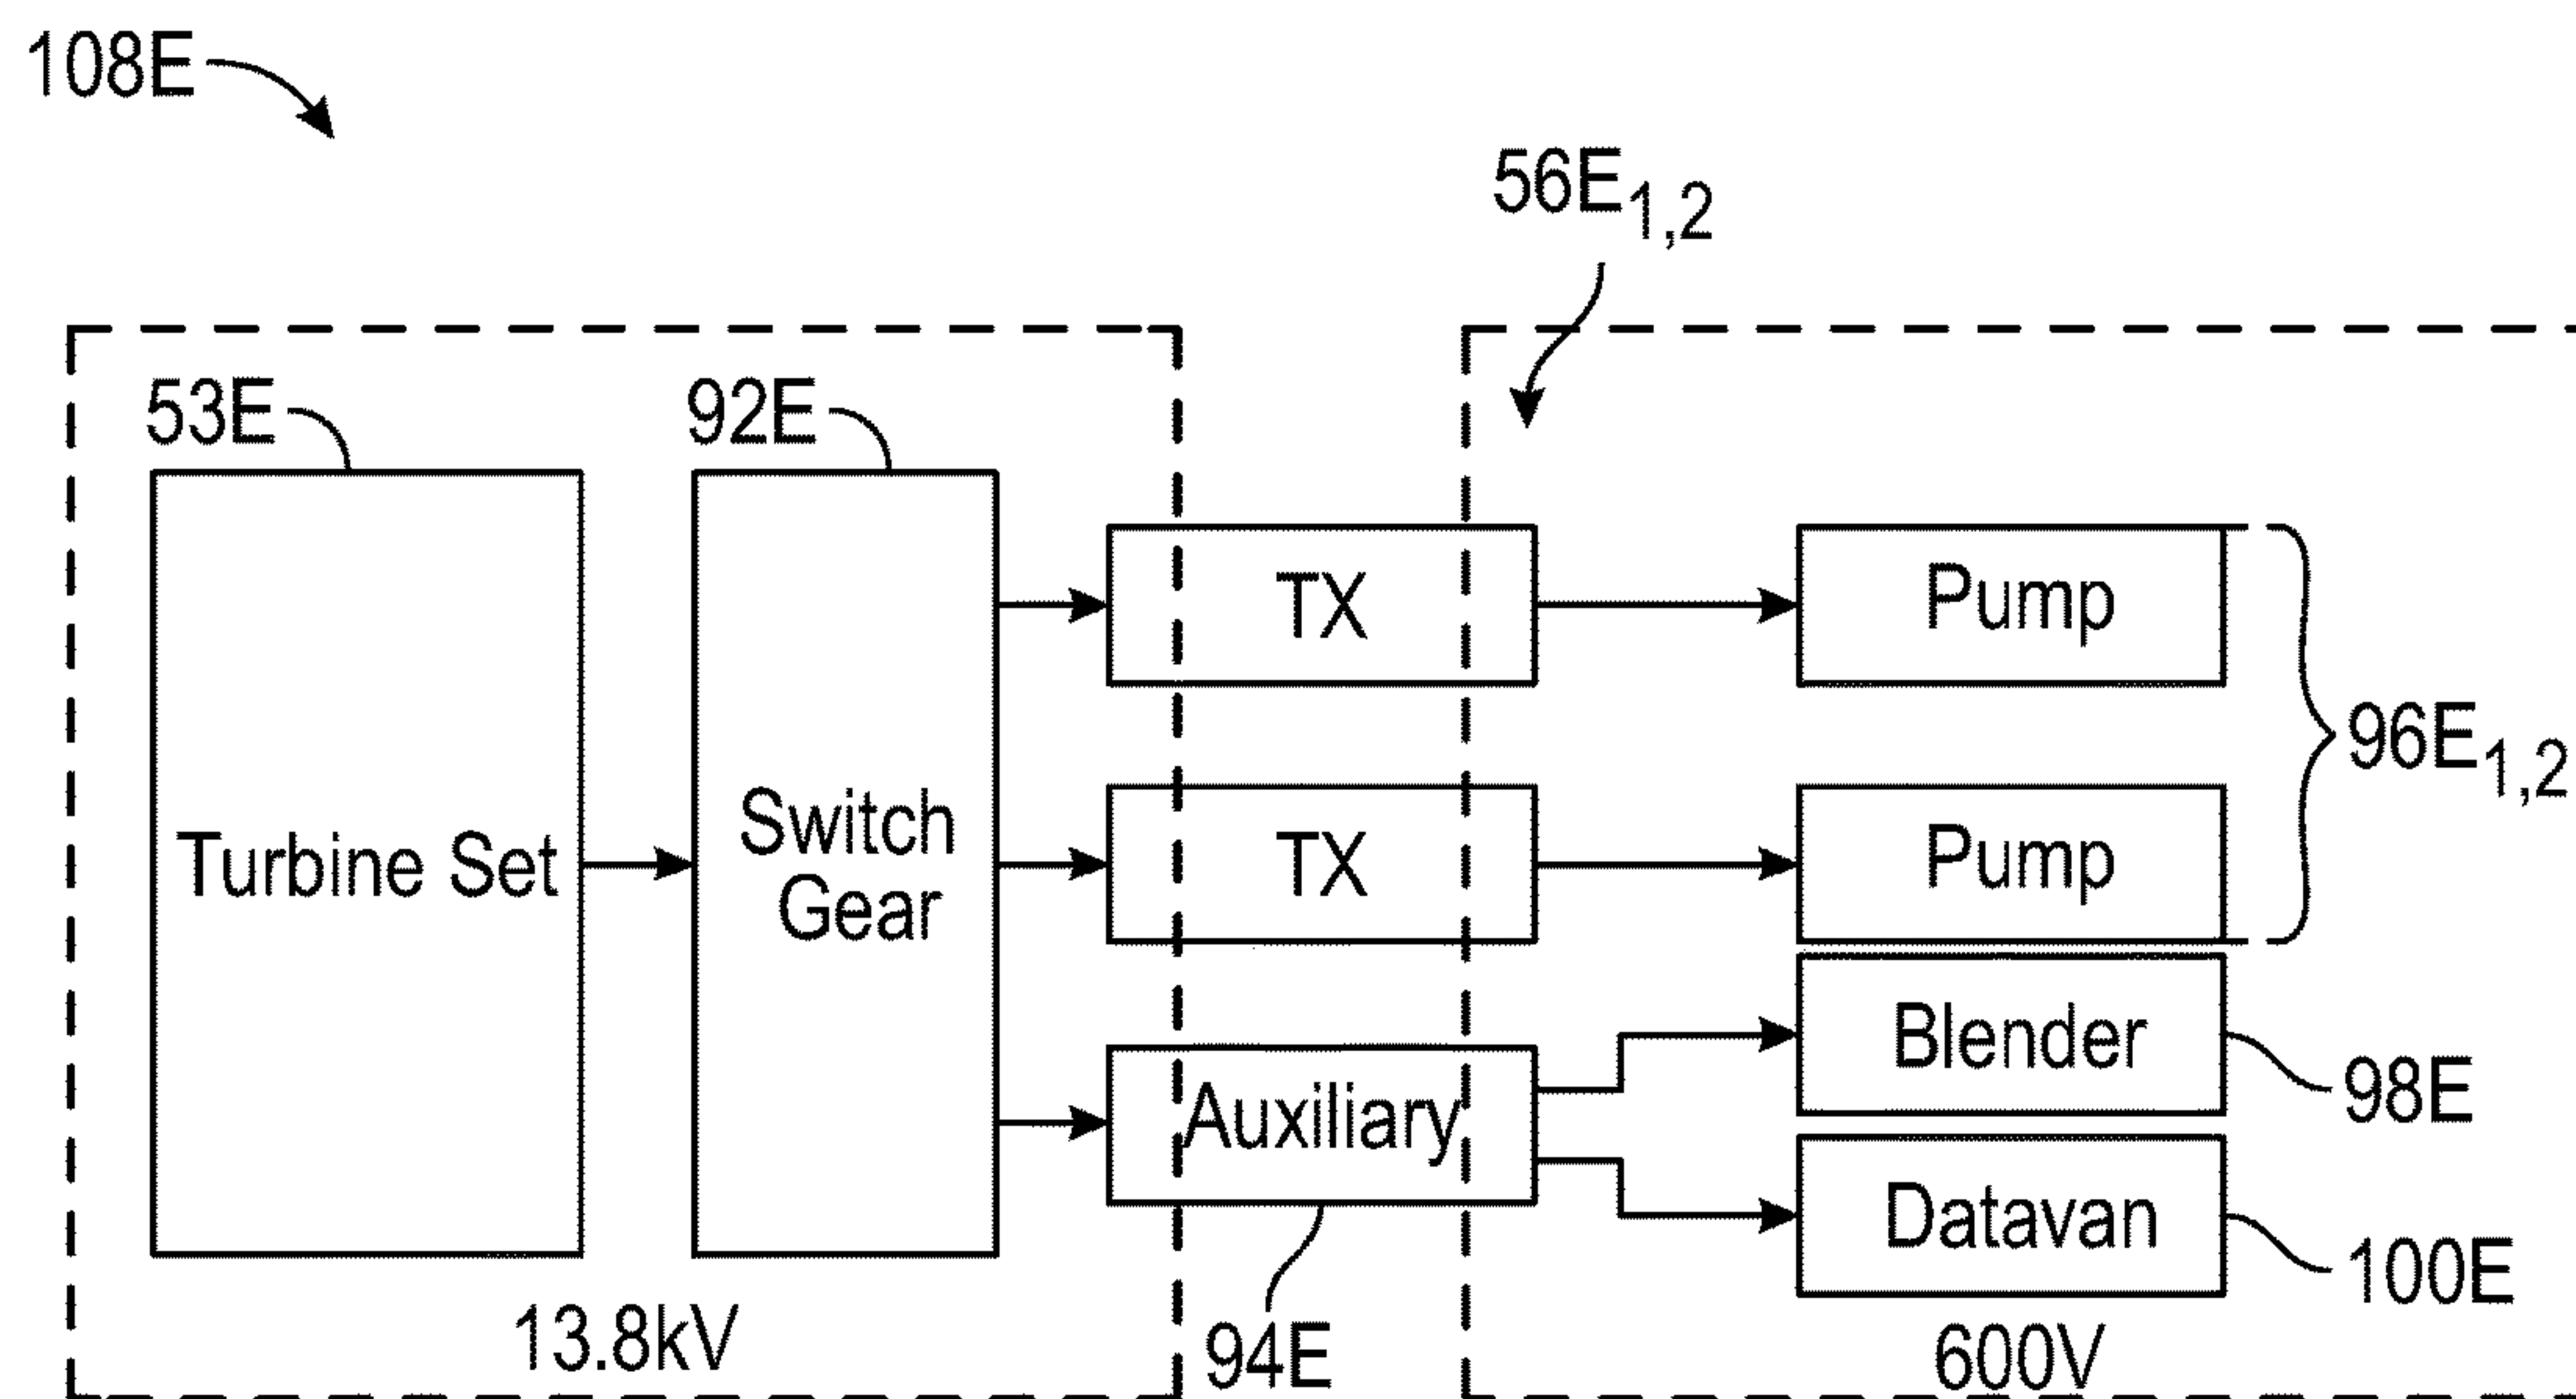 108E
56E1,2
53E
92E
TX
Pump
96E1,2
Turbine Set
Switch
Gear
TX
Pump
Auxiliary
Blender
98E
Datavan
100E
13.8kV
94E
600V